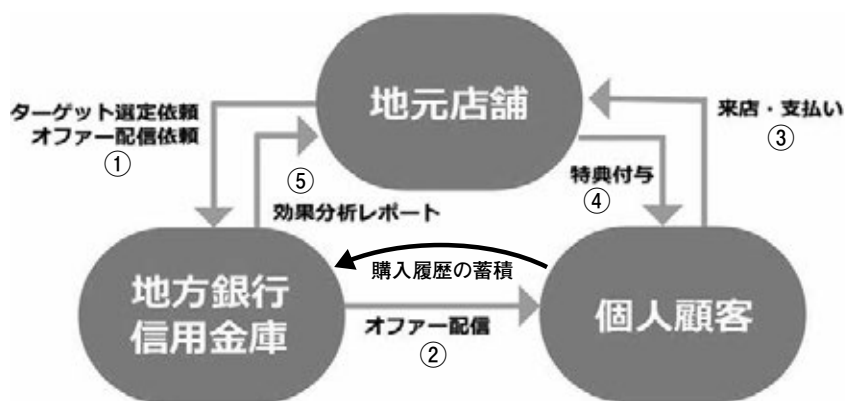 地元店舗
ターゲット選定依頼
オファー配信依頼
①
来店・支払い
③
⑤
特典付与
④
効果分析レポート
購入履歴の蓄積
地方銀行
信用金庫
オファー配信
②
個人顧客